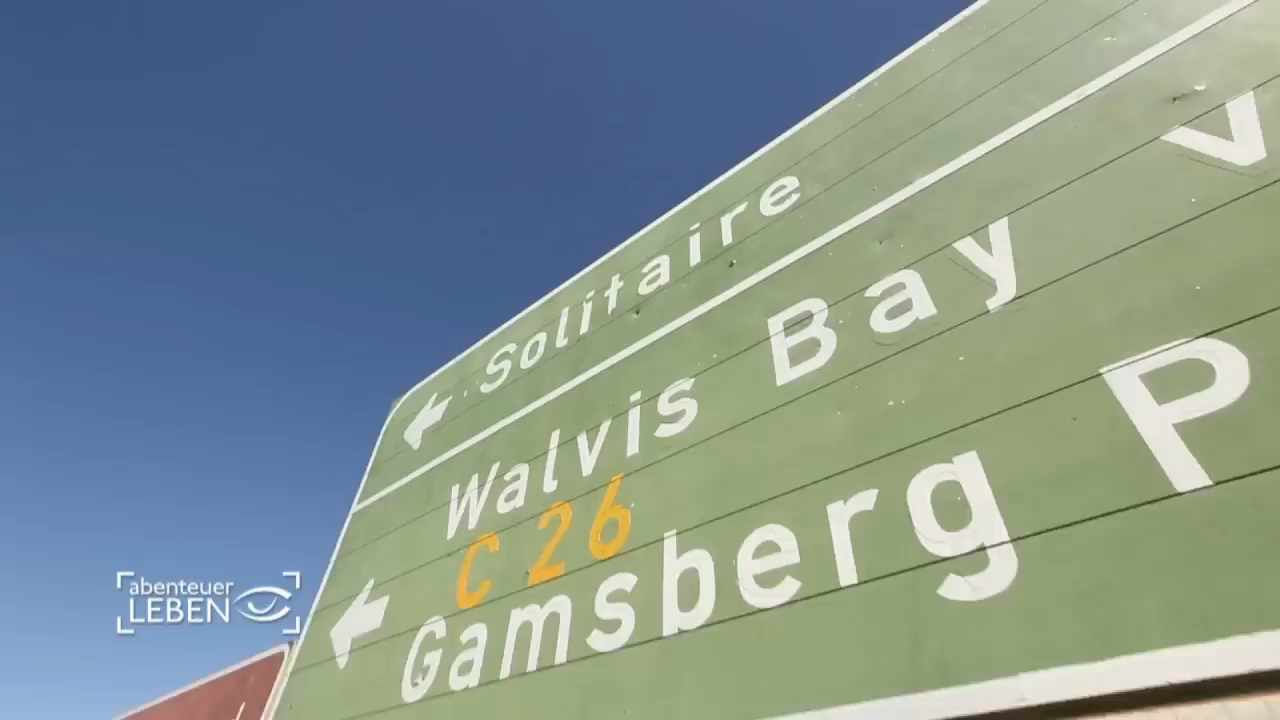 Solitaire
Walvis Bay v
C 26
Gamsberg P
abenteuer
LEBEN